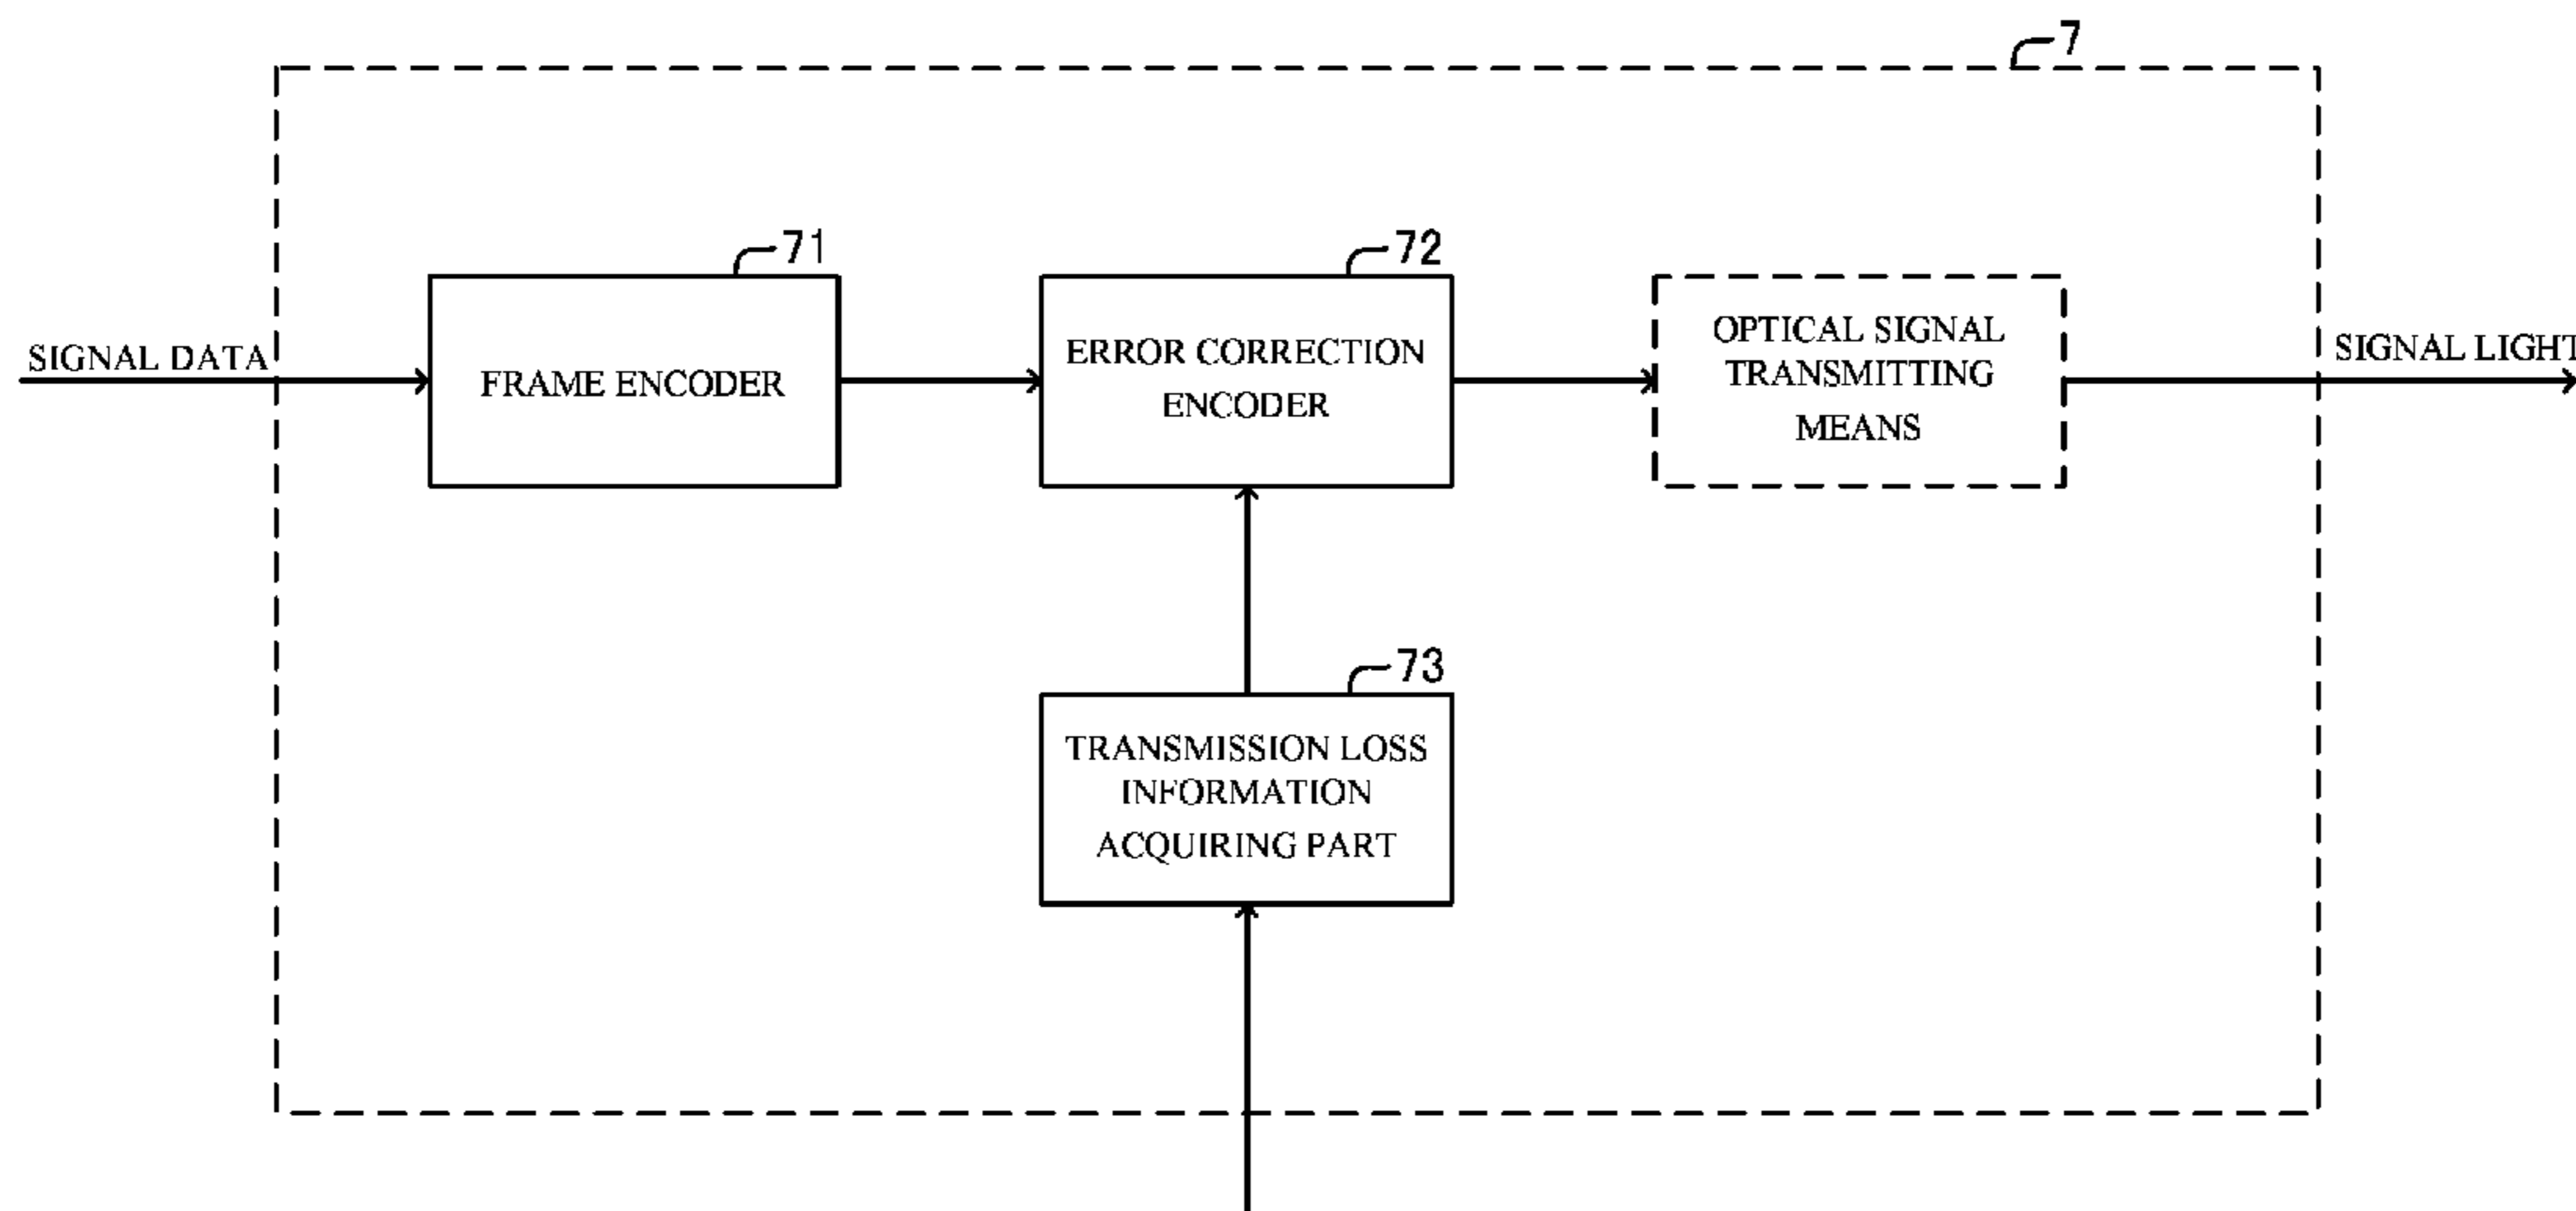 7
71
72
SIGNAL DATA
FRAME ENCODER
ERROR CORRECTION
ENCODER
OPTICAL SIGNAL
TRANSMITTING
MEANS
SIGNAL LIGHT
73
TRANSMISSION LOSS
INFORMATION
ACQUIRING PART